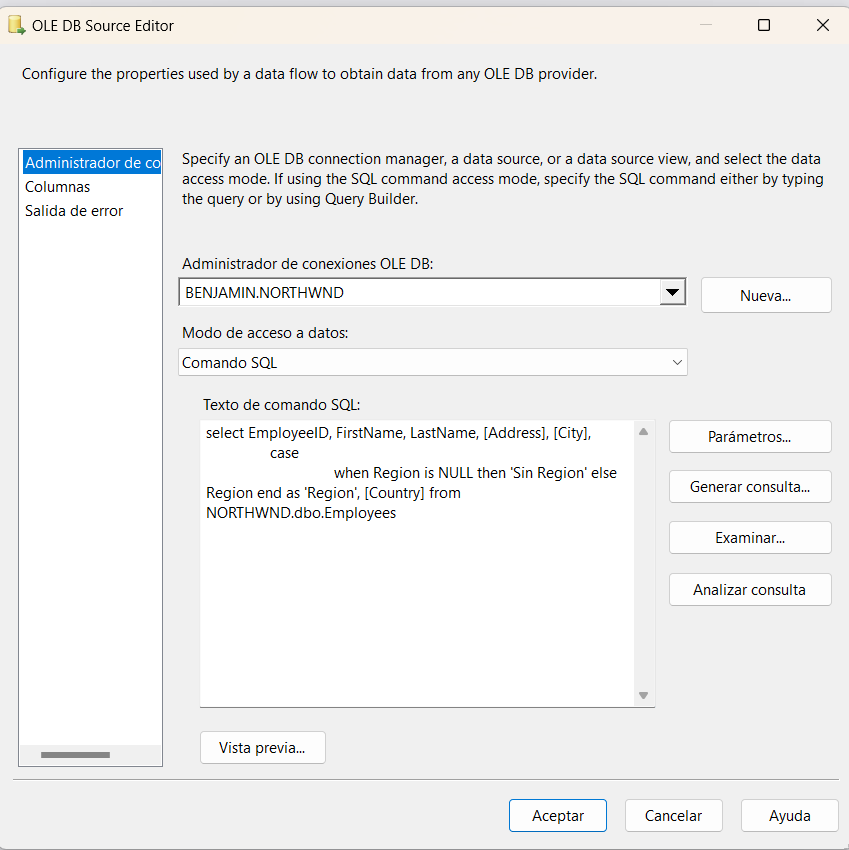 OLE DB Source Editor
Configure the properties used by a data flow to obtain data from any OLE DB provider.
Administrador de co
Columnas
Salida de error
Specify an OLE DB connection manager, a data source, or a data source view, and select the data
access mode. If using the SQL command access mode, specify the SQL command either by typing
the query or by using Query Builder.
Administrador de conexiones OLE DB:
BENJAMIN.NORTHWND
Nueva...
Modo de acceso a datos:
Comando SQL
Texto de comando SQL:
select EmployeeID, FirstName, LastName, [Address], [City],
case
when Region is NULL then 'Sin Region' else
Region end as 'Region', [Country] from
NORTHWND.dbo.Employees
Parámetros...
Generar consulta...
Examinar...
Analizar consulta
Vista previa...
Aceptar
Cancelar
Ayuda